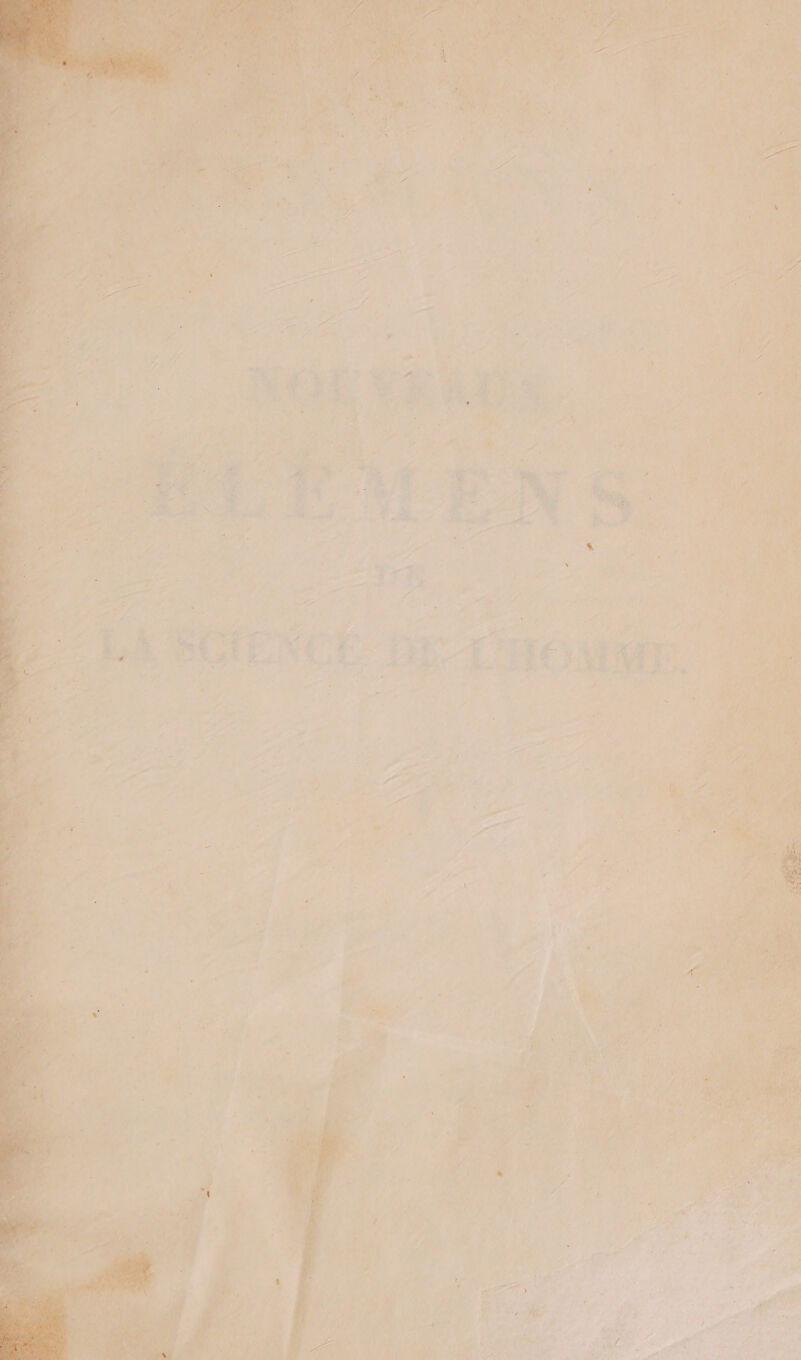 NOUVEAUX
ÉLÉMENS
DE
LA SCIENCE DE L'HOMME.